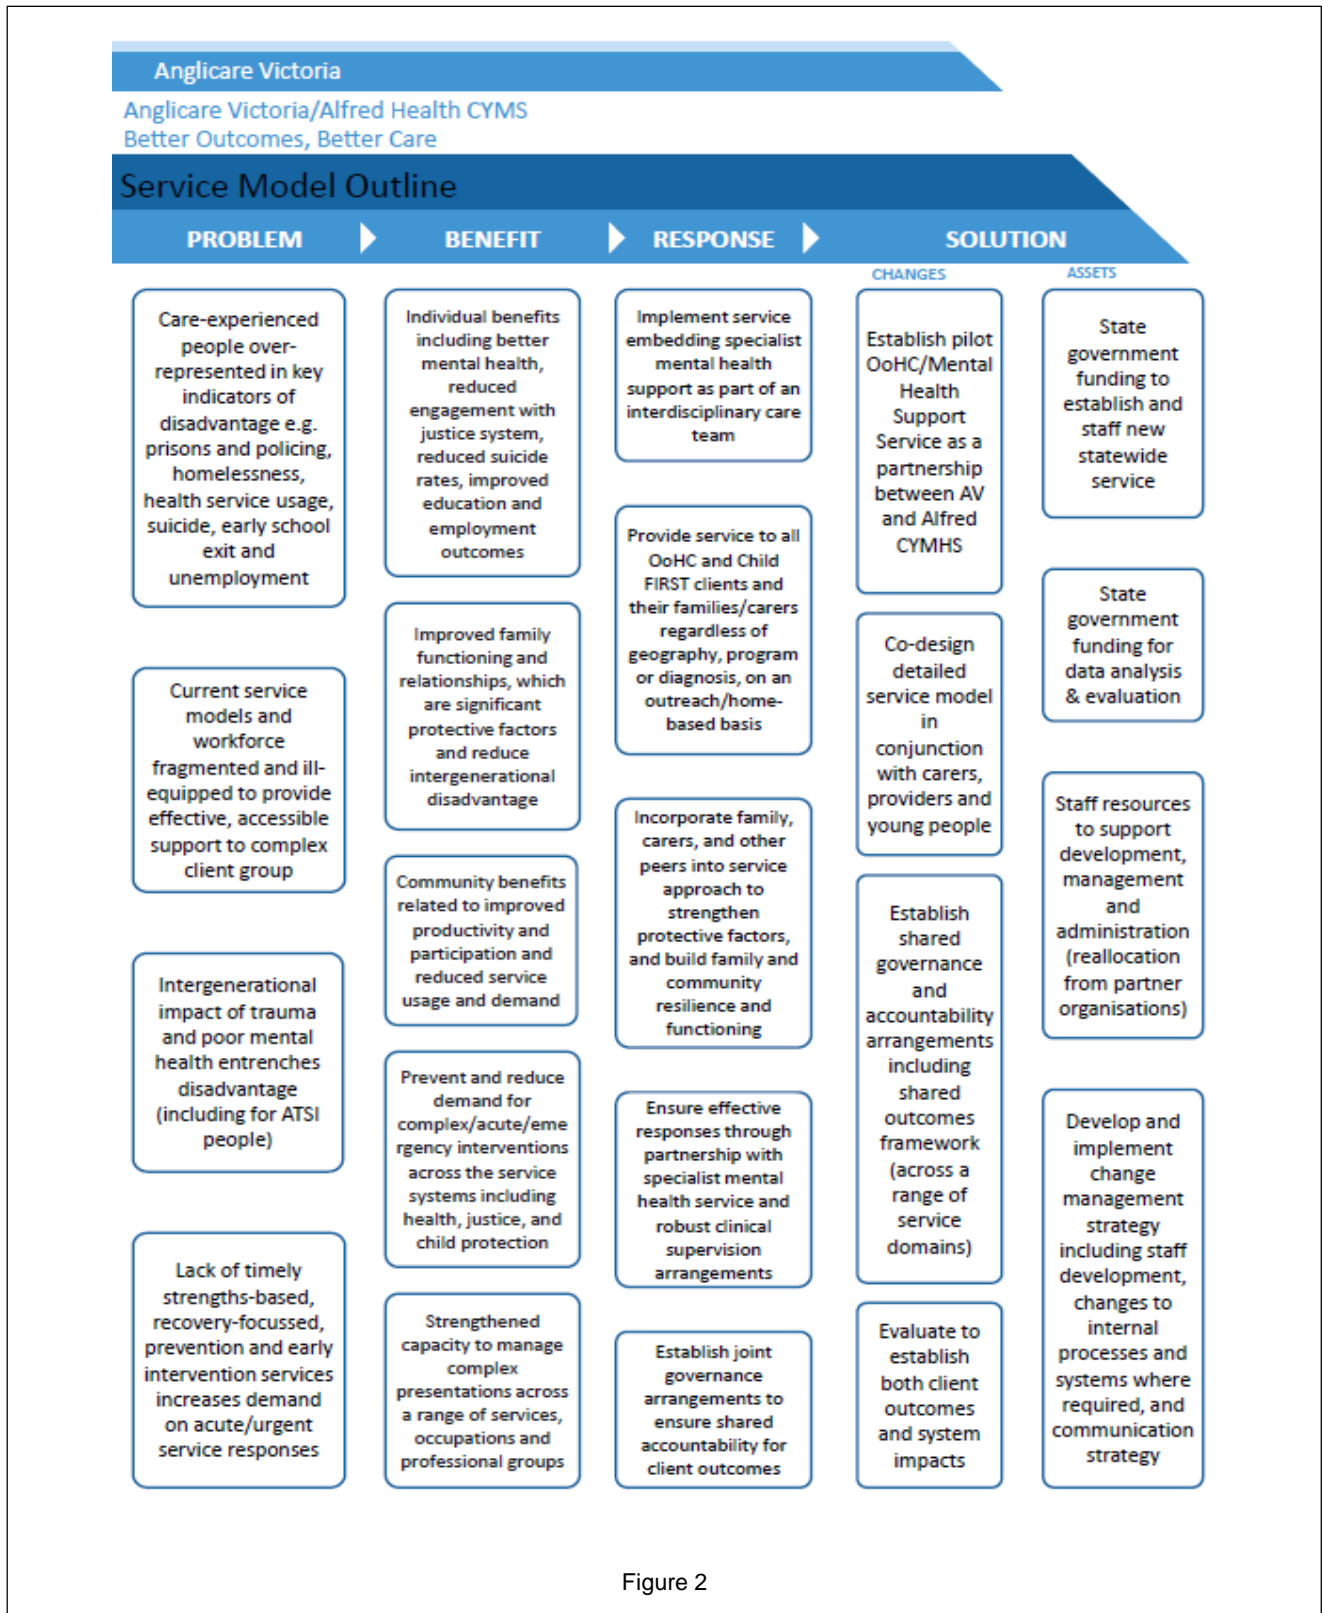 Anglicare Victoria
Anglicare Victoria/Alfred Health CYMS
Better Outcomes, Better Care
Service Model Outline
PROBLEM
BENEFIT
RESPONSE
SOLUTION
CHANGES
ASSETS
Care-experienced
people over-
represented in key
indicators of
disadvantage e.g.
prisons and policing,
homelessness,
health service usage,
suicide, early school
exit and
unemployment
Current service
models and
workforce
fragmented and ill-
equipped to provide
effective, accessible
support to complex
client group
Intergenerational
impact of trauma
and poor mental
health entrenches
disadvantage
(including for ATSI
people)
Lack of timely
strengths-based,
recovery-focussed,
prevention and early
intervention services
increases demand
on acute/urgent
service responses
Individual benefits
including better
mental health,
reduced
engagement with
justice system,
reduced suicide
rates, improved
education and
employment
outcomes
Improved family
functioning and
relationships, which
are significant
protective factors
and reduce
intergenerational
disadvantage
Community benefits
related to improved
productivity and
participation and
reduced service
usage and demand
Prevent and reduce
demand for
complex/acute/eme
rgency interventions
across the service
systems including
health, justice, and
child protection
Strengthened
capacity to manage
complex
presentations across
a range of services,
occupations and
professional groups
Implement service
embedding specialist
mental health
support as part of an
interdisciplinary care
team
Provide service to all
OoHC and Child
FIRST clients and
their families/carers
regardless of
geography, program
or diagnosis, on an
outreach/home-
based basis
Incorporate family,
carers, and other
peers into service
approach to
strengthen
protective factors,
and build family and
community
resilience and
functioning
Ensure effective
responses through
partnership with
specialist mental
health service and
robust clinical
supervision
arrangements
Establish joint
governance
arrangements to
ensure shared
accountability for
client outcomes
Establish pilot
OoHC/Mental
Health
Support
Service as a
partnership
between AV
and Alfred
CYMHS
Co-design
detailed
service model
in
conjunction
with carers,
providers and
young people
Establish
shared
governance
and
accountability
arrangements
including
shared
outcomes
framework
(across a
range of
service
domains)
Evaluate to
establish
both client
outcomes
and system
impacts
State
government
funding to
establish and
staff new
statewide
service
State
government
funding for
data analysis
& evaluation
Staff resources
to support
development,
management
and
administration
(reallocation
from partner
organisations)
Develop and
implement
change
management
strategy
including staff
development,
changes to
internal
processes and
systems where
required, and
communication
strategy
Figure 2